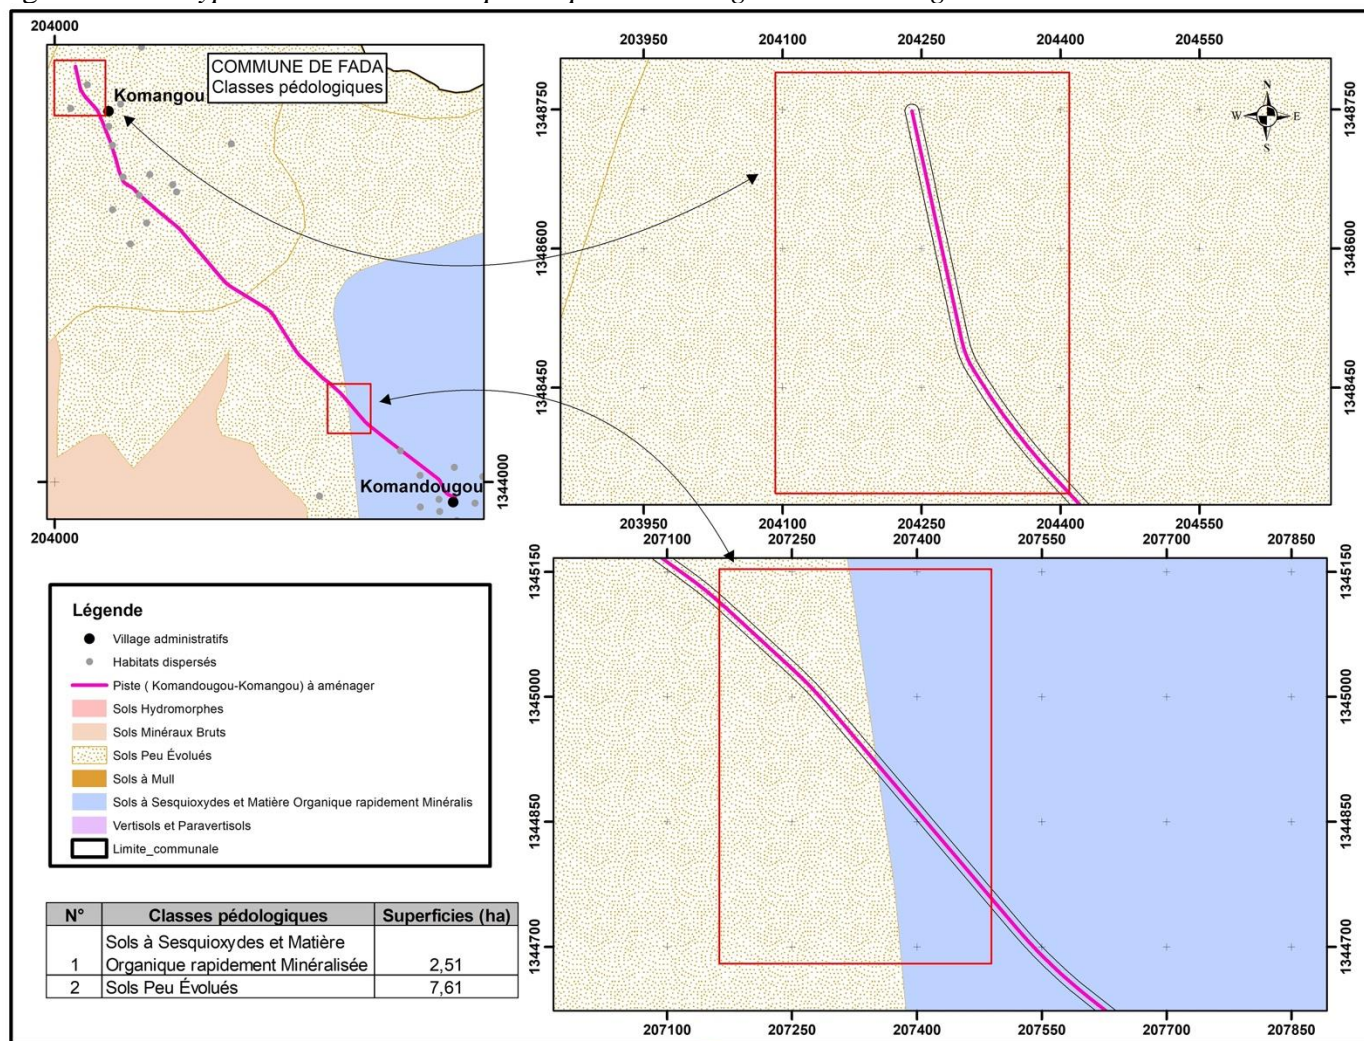 204000
COMMUNE DE FADA
Classes pédologiques
Komangou
Komandougou
1344000
204000
203950 204100 204250 204400 204550
1348750
1348600
1348450
1348750
1348600
1348450
N
W E
S
203950 204100 204250 204400 204550
207100 207250 207400 207550 207700 207850
1345150
1345000
1344850
1344700
1345150
1345000
1344850
1344700
207100 207250 207400 207550 207700 207850
Légende
Village administratifs
Habitats dispersés
Piste ( Komandougou-Komangou) à aménager
Sols Hydromorphes
Sols Minéraux Bruts
Sols Peu Évolués
Sols à Mull
Sols à Sesquioxydes et Matière Organique rapidement Minéralis
Vertisols et Paravertisols
Limite_communale
N° Classes pédologiques Superficies (ha)
Sols à Sesquioxydes et Matière
1 Organique rapidement Minéralisée 2,51
2 Sols Peu Évolués 7,61